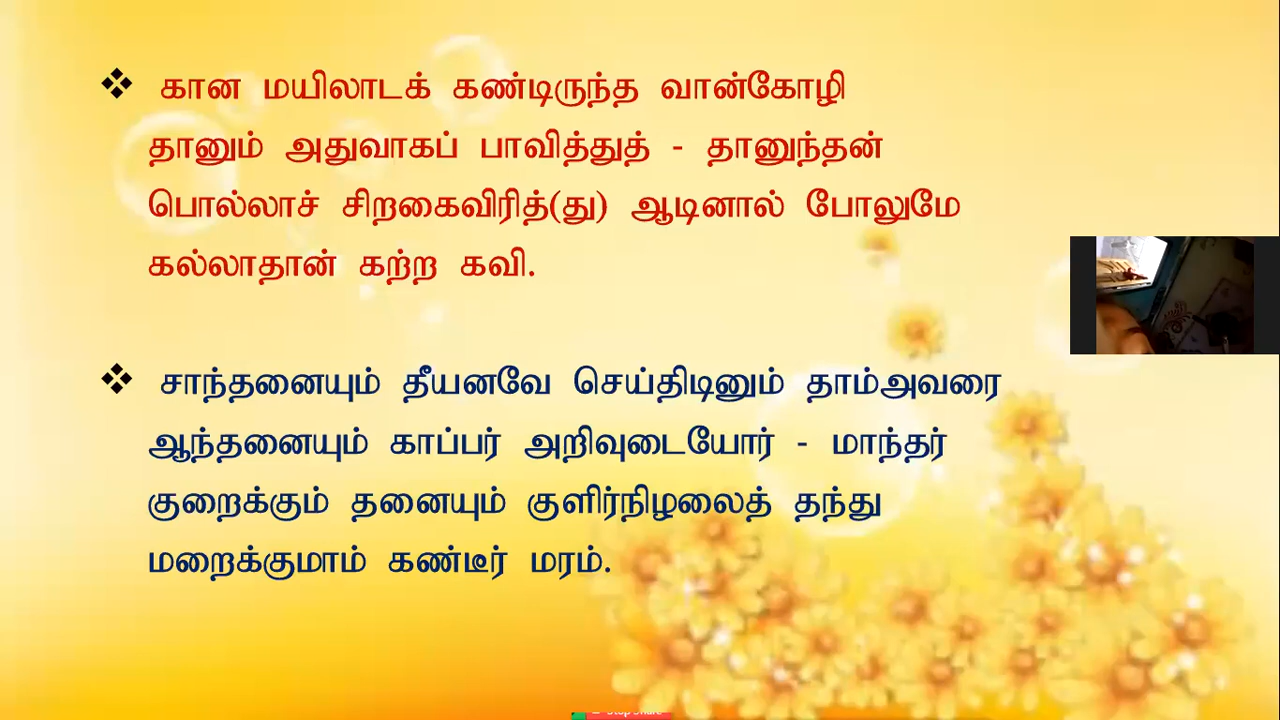 ❖ கான மயிலாடக் கண்டிருந்த வான்கோழி
தானும் அதுவாகப் பாவித்துத் - தானுந்தன்
பொல்லாச் சிறகைவிரித்(து) ஆடினால் போலுமே
கல்லாதான் கற்ற கவி.
❖ சாந்தனையும் தீயனவே செய்திடினும் தாம்அவரை
ஆந்தனையும் காப்பர் அறிவுடையோர் - மாந்தர்
குறைக்கும் தனையும் குளிர்நிழலைத் தந்து
மறைக்குமாம் கண்டீர் மரம்.